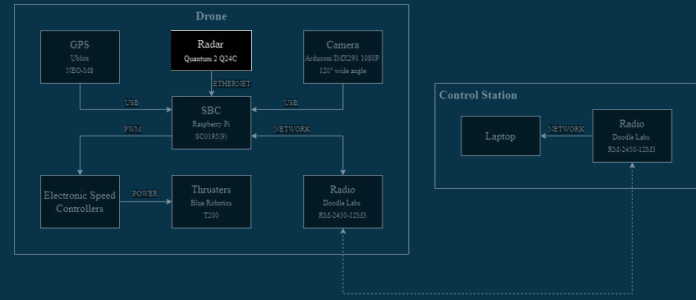 Drone
GPS
Ublox
NEO-M8
Radar
Quantum 2 Q24C
Camera
Arducom IMX291 1080P
120° wide angle
ETHERNET
USB
USB
SBC
Raspberry Pi
SC0195(9)
PWM
NETWORK
Electronic Speed
Controllers
POWER
Thrusters
Blue Robotics
T200
Radio
Doodle Labs
RM-2450-12M3
Control Station
Laptop
NETWORK
Radio
Doodle Labs
RM-2450-12M3